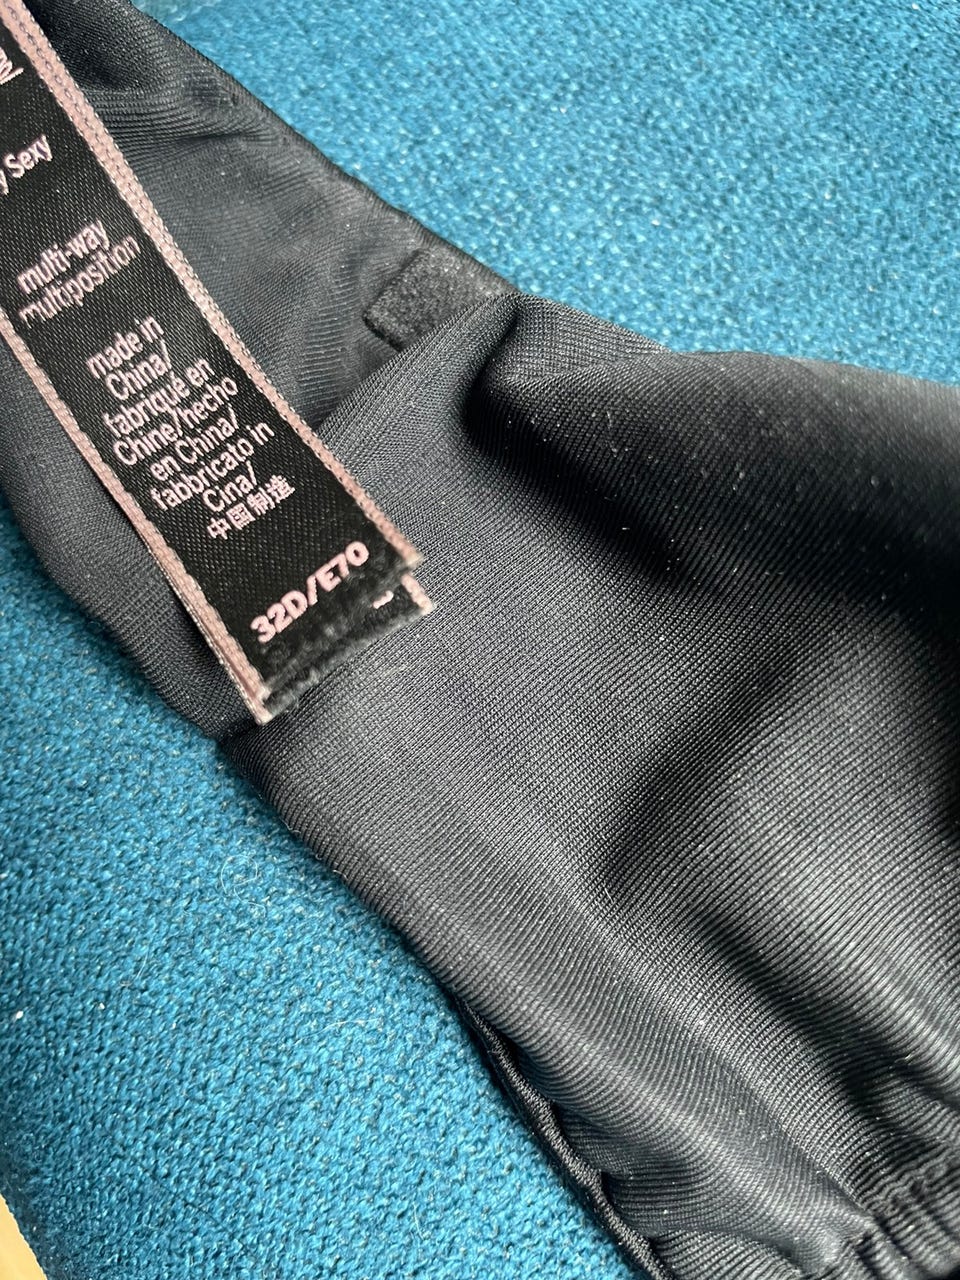 Sexy
multi-way
multiposition
made in
China/
fabriqué en
Chine/hecho
en China/
fabbricato in
Cina/
中国制造
32D/E70